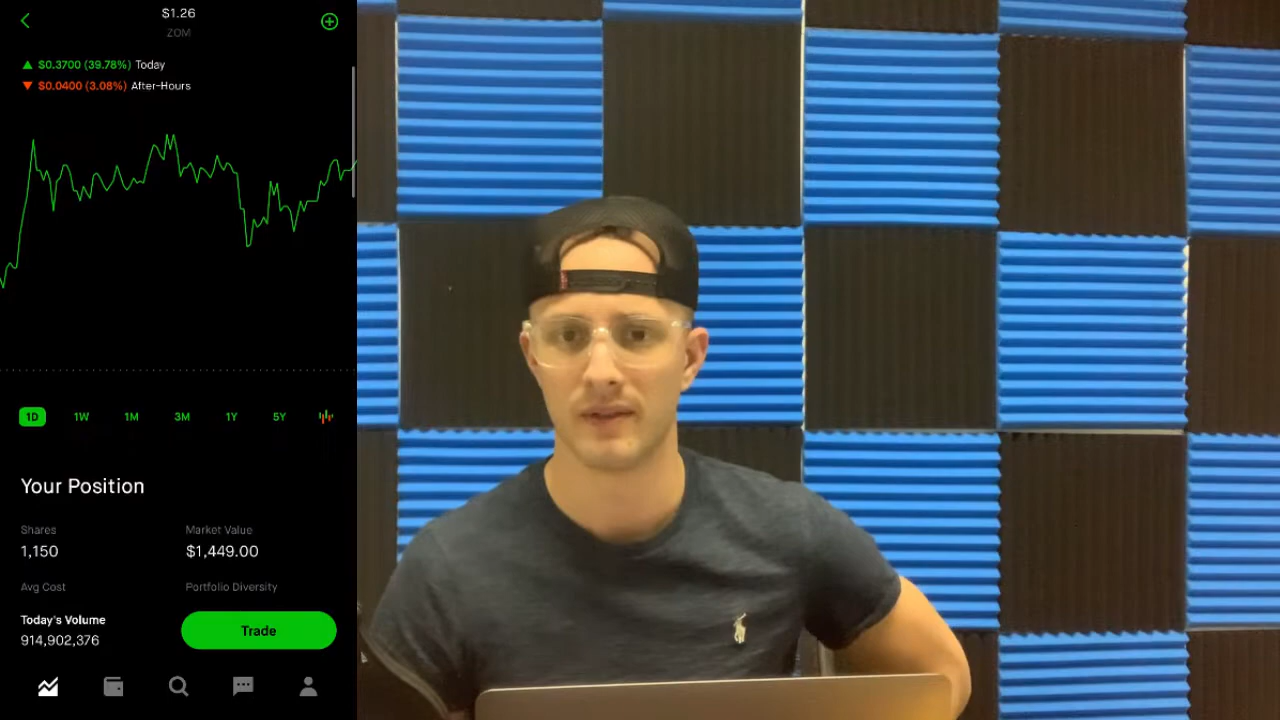 $1.26
ZOM
▲ $0.3700 (39.78%) Today
▼ $0.0400 (3.08%) After-Hours
1D 1W 1M 3M 1Y 5Y
Your Position
Shares Market Value
1,150 $1,449.00
Avg Cost Portfolio Diversity
Today's Volume
914,902,376
Trade